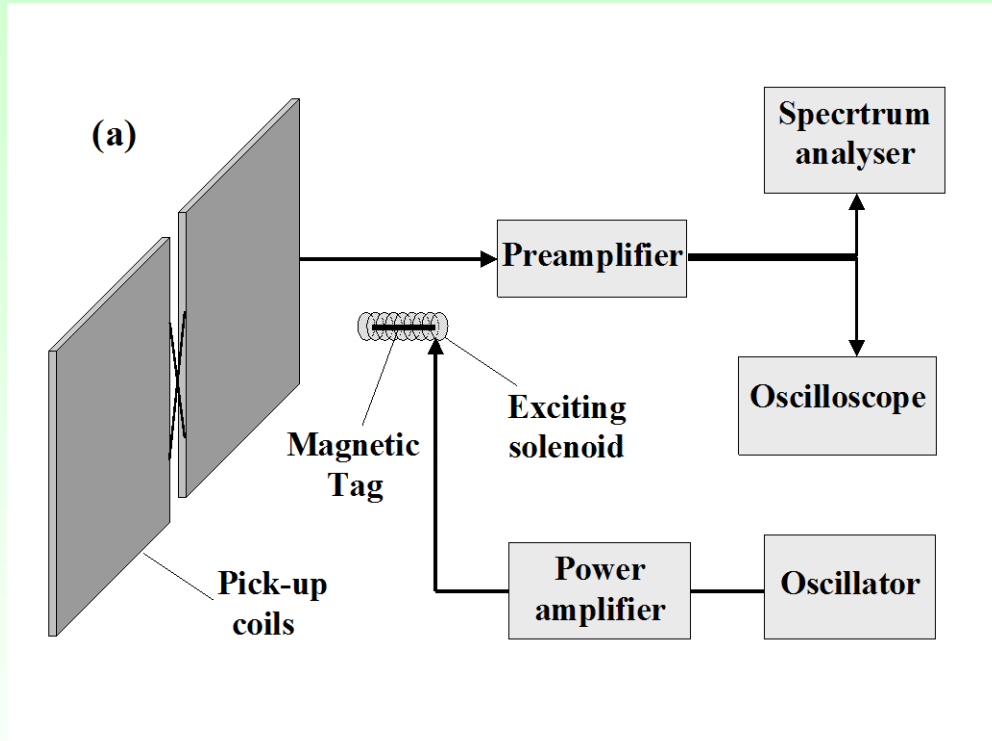 (a)
Specrtrum
analyser
Preamplifier
Oscilloscope
Exciting
solenoid
Magnetic
Tag
Power
amplifier
Oscillator
Pick-up
coils